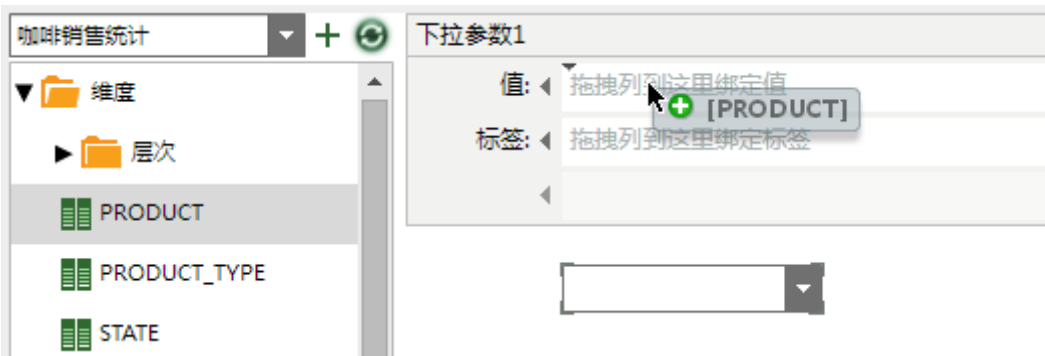 咖啡销售统计
下拉参数1
维度
值:
拖拽列到这里绑定值
[PRODUCT]
层次
标签:
拖拽列到这里绑定标签
PRODUCT
PRODUCT_TYPE
STATE